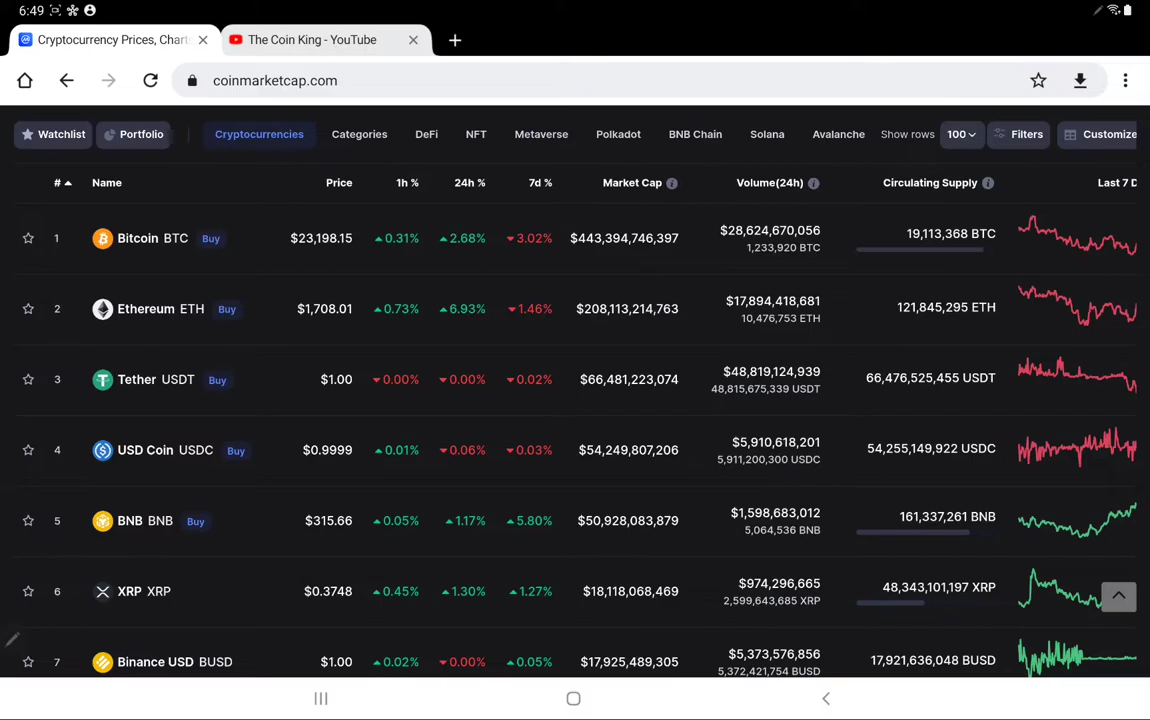 6:49
Cryptocurrency Prices, Charts
The Coin King - YouTube
coinmarketcap.com
Watchlist Portfolio Cryptocurrencies Categories DeFi NFT Metaverse Polkadot BNB Chain Solana Avalanche Show rows 100 Filters Customize
# Name Price 1h % 24h % 7d % Market Cap Volume(24h) Circulating Supply Last 7 D
1 Bitcoin BTC Buy $23,198.15 0.31% 2.68% 3.02% $443,394,746,397 $28,624,670,056 19,113,368 BTC
1,233,920 BTC
2 Ethereum ETH Buy $1,708.01 0.73% 6.93% 1.46% $208,113,214,763 $17,894,418,681 121,845,295 ETH
10,476,753 ETH
3 Tether USDT Buy $1.00 0.00% 0.00% 0.02% $66,481,223,074 $48,819,124,939 66,476,525,455 USDT
48,815,675,339 USDT
4 USD Coin USDC Buy $0.9999 0.01% 0.06% 0.03% $54,249,807,206 $5,910,618,201 54,255,149,922 USDC
5,911,200,300 USDC
5 BNB BNB Buy $315.66 0.05% 1.17% 5.80% $50,928,083,879 $1,598,683,012 161,337,261 BNB
5,064,536 BNB
6 XRP XRP $0.3748 0.45% 1.30% 1.27% $18,118,068,469 $974,296,665 48,343,101,197 XRP
2,599,643,685 XRP
7 Binance USD BUSD $1.00 0.02% 0.00% 0.05% $17,925,489,305 $5,373,576,856 17,921,636,048 BUSD
5,372,421,754 BUSD